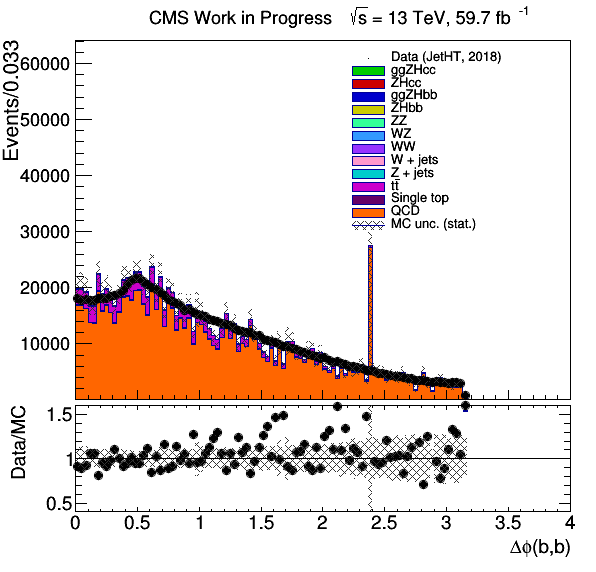 CMS Work in Progress √s = 13 TeV, 59.7 fb -1
Events/0.033
60000
50000
40000
30000
20000
10000
Data (JetHT, 2018)
ggZHcc
ZHcc
ggZHbb
ZHbb
ZZ
WZ
WW
W + jets
Z + jets
tt̄
Single top
QCD
MC unc. (stat.)
Data/MC
1.5
1
0.5
0 0.5 1 1.5 2 2.5 3 3.5 4
Δϕ(b,b)